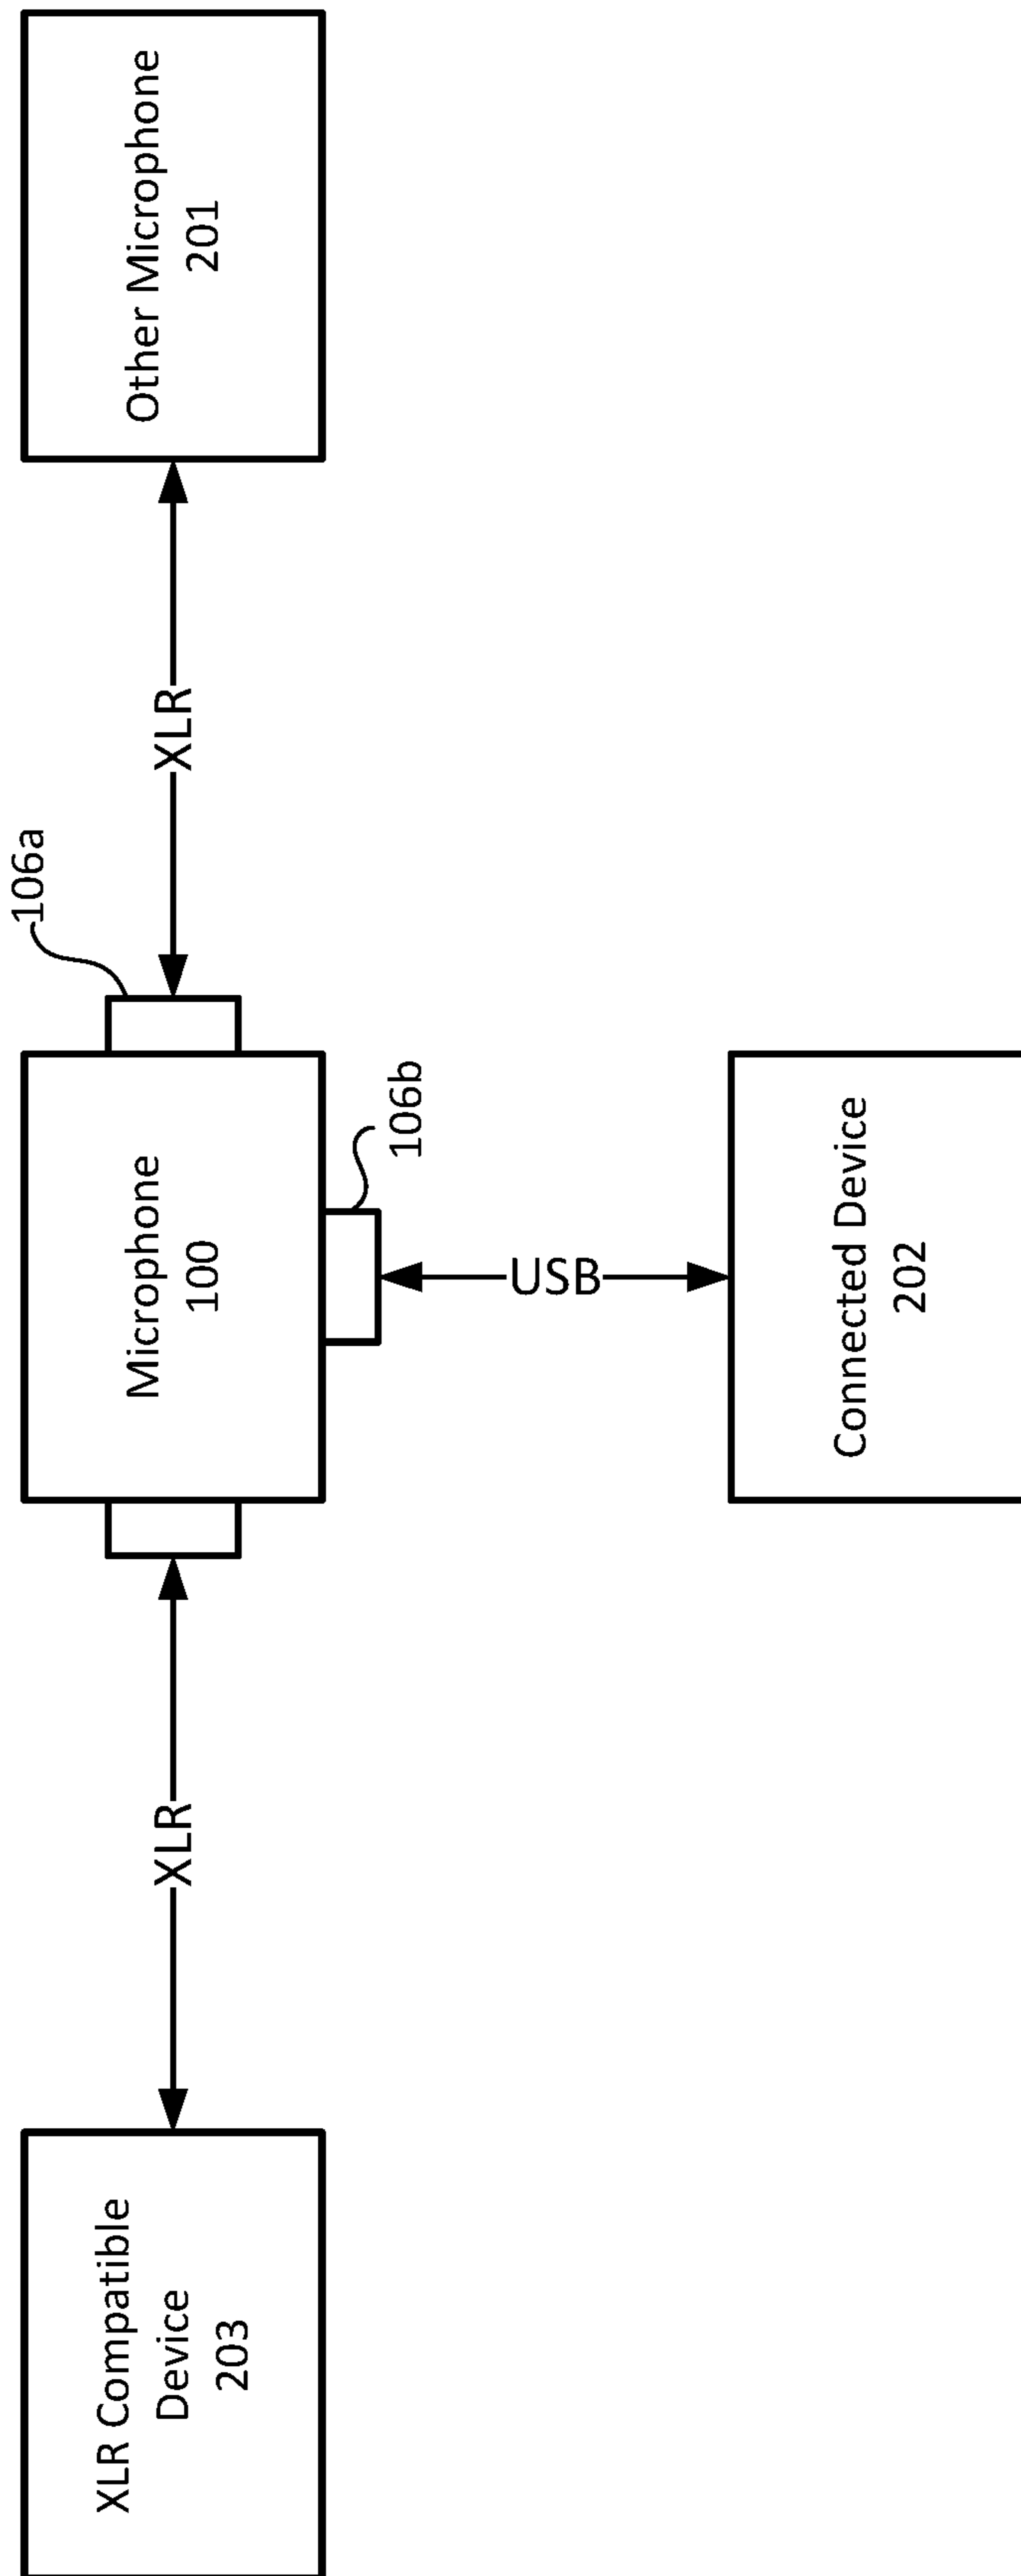 XLR Compatible
Device
203
XLR
Microphone
100
106a
106b
XLR
Other Microphone
201
USB
Connected Device
202